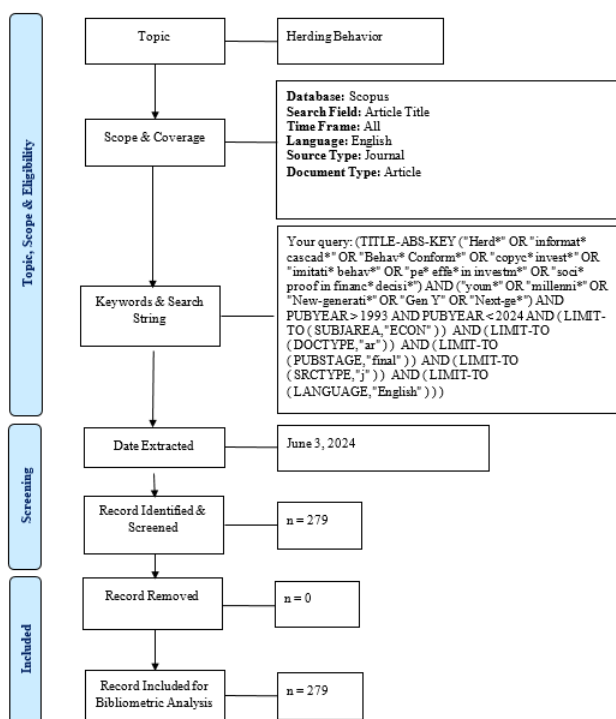 Topic, Scope & Eligibility
Topic
Herding Behavior
Scope & Coverage
Database: Scopus
Search Field: Article Title
Time Frame: All
Language: English
Source Type: Journal
Document Type: Article
Keywords & Search
String
Your query: (TITLE-ABS-KEY ("Herd*" OR "informat*
cascad*" OR "Behav* Conform*" OR "copyc* invest*" OR
"imitati* behav*" OR "pe* effe* in investm*" OR "soci*
proof in financ* decisi*") AND ("youn*" OR "millenni*" OR
"New-generati*" OR "Gen Y" OR "Next-ge*") AND
PUBYEAR > 1993 AND PUBYEAR < 2024 AND ( LIMIT-
TO ( SUBJAREA, "ECON" ) ) AND ( LIMIT-TO
( DOCTYPE, "ar" ) ) AND ( LIMIT-TO
( PUBSTAGE, "final" ) ) AND ( LIMIT-TO
( SRCTYPE, "j" ) ) AND ( LIMIT-TO
( LANGUAGE, "English" ) ) )
Screening
Date Extracted
June 3, 2024
Record Identified &
Screened
n = 279
Included
Record Removed
n = 0
Record Included for
Bibliometric Analysis
n = 279